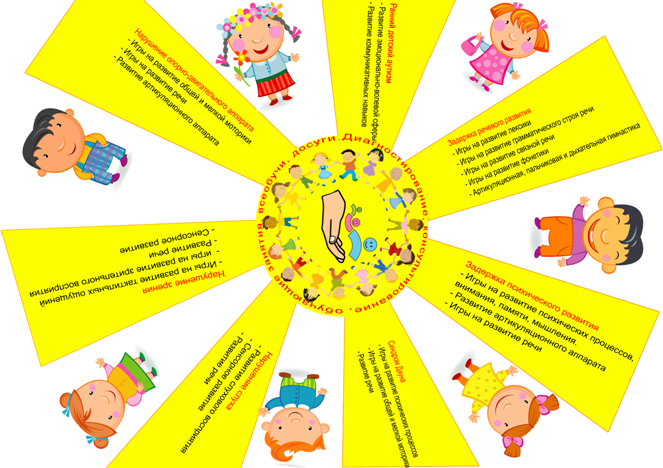 Диагностирование, консультирование, обучающие занятия, всеобучи, досуги.
Ранний детский аутизм
- Развитие эмоционально-волевой сферы
- Развитие коммуникативных навыков
Задержка речевого развития
- Игры на развитие лексики
- Игры на развитие грамматического строя речи
- Игры на развитие связной речи
- Игры на развитие фонетики
- Артикуляционная, пальчиковая и дыхательная гимнастика
Задержка психического развития
- Игры на развитие психических процессов,
внимания, памяти, мышления.
- Развитие артикуляционного аппарата
- Игры на развитие речи
Синдром Дауна
- Игры на развитие психических процессов
- Игры на развитие общей и мелкой моторики
- Развитие речи
Нарушение слуха
- Развитие слухового восприятия
- Сенсорное развитие
- Развитие речи
Нарушение зрения
- Игры на развитие тактильных ощущений
- игры на развитие зрительного восприятия
- Развитие речи
- Сенсорное развитие
Нарушение опорно-двигательного аппарата
- Игры на развитие общей и мелкой моторики
- Игры на развитие речи
- Развитие артикуляционного аппарата